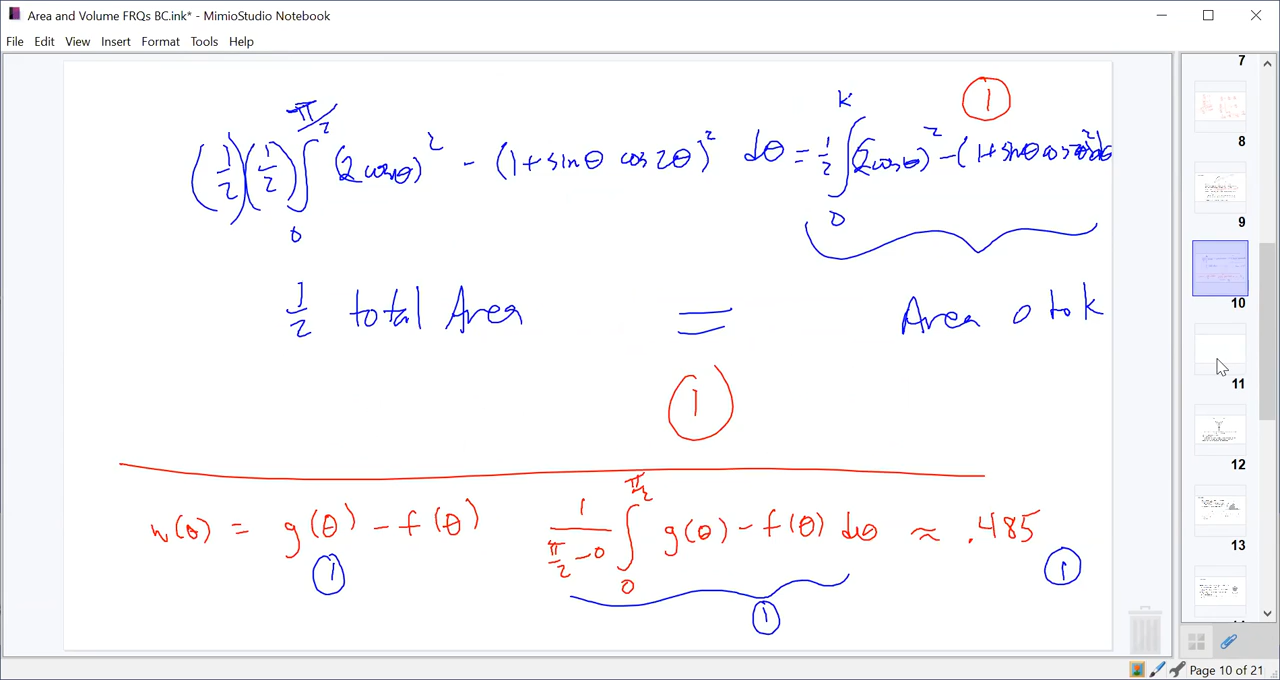 Area and Volume FRQs BC.ink* - MimioStudio Notebook
File Edit View Insert Format Tools Help
(1/2)(1/2) ∫₀^(π/2) (2cosθ)² - (1+sinθ cos2θ)² dθ = 1/2 ∫₀^k (2cosθ)² - (1+sinθcos2θ)² dθ
1
1/2 total Area = Area 0 to k
1
w(θ) = g(θ) - f(θ) 1/(π/2 - 0) ∫₀^(π/2) g(θ) - f(θ) dθ ≈ .485
1 1 1
7
8
9
10
11
12
13
Page 10 of 21